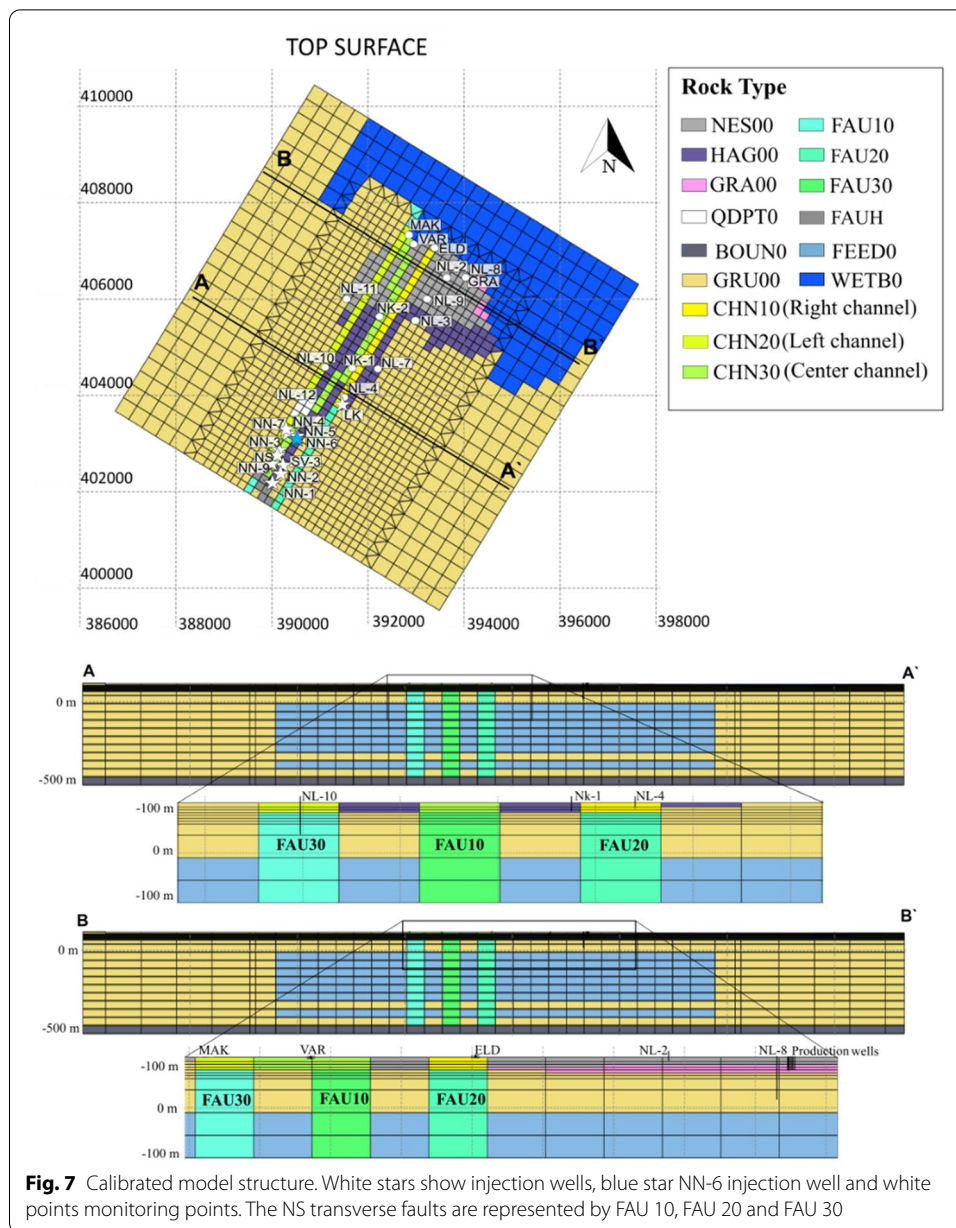 TOP SURFACE
410000
408000
406000
404000
402000
400000
386000
388000
390000
392000
394000
396000
398000
B
A
B`
A`
N
MAK
VAR
ELD
NL-2
NL-8
GRA
NL-11
NL-9
NK-2
NL-3
NL-10
NK-1
NL-7
NL-12
NL-4
LK
NN-7
NN-4
NN-5
NN-3
NN-6
NS
SV-3
NN-9
NN-2
NN-1
Rock Type
NES00
FAU10
HAG00
FAU20
GRA00
FAU30
QDPT0
FAUH
BOUN0
FEED0
GRU00
WETB0
CHN10 (Right channel)
CHN20 (Left channel)
CHN30 (Center channel)
A
A`
0 m
-500 m
NL-10
Nk-1
NL-4
-100 m
FAU30
FAU10
FAU20
0 m
-100 m
B
B`
0 m
-500 m
MAK
VAR
ELD
NL-2
NL-8
Production wells
-100 m
FAU30
FAU10
FAU20
0 m
-100 m
Fig. 7 Calibrated model structure. White stars show injection wells, blue star NN-6 injection well and white
points monitoring points. The NS transverse faults are represented by FAU 10, FAU 20 and FAU 30